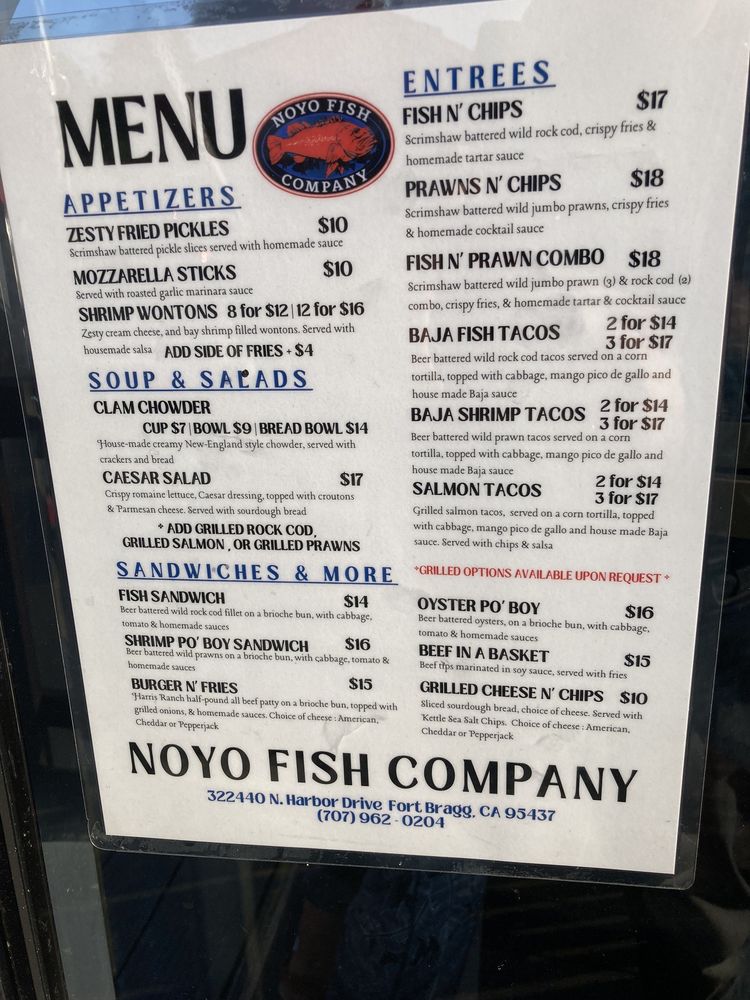 MENU
NOYO FISH
COMPANY
APPETIZERS
ZESTY FRIED PICKLES $10
Scrimshaw battered pickle slices served with homemade sauce
MOZZARELLA STICKS $10
Served with roasted garlic marinara sauce
SHRIMP WONTONS 8 for $12 | 12 for $16
Zesty cream cheese, and bay shrimp filled wontons. Served with
housemade salsa ADD SIDE OF FRIES + $4
SOUP & SALADS
CLAM CHOWDER
CUP $7 | BOWL $9 | BREAD BOWL $14
House-made creamy New-England style chowder, served with
crackers and bread
CAESAR SALAD $17
Crispy romaine lettuce, Caesar dressing, topped with croutons
& Parmesan cheese. Served with sourdough bread
* ADD GRILLED ROCK COD,
GRILLED SALMON , OR GRILLED PRAWNS
SANDWICHES & MORE
FISH SANDWICH $14
Beer battered wild rock cod fillet on a brioche bun, with cabbage,
tomato & homemade sauces
SHRIMP PO' BOY SANDWICH $16
Beer battered wild prawns on a brioche bun, with cabbage, tomato &
homemade sauces
BURGER N' FRIES $15
Harris Ranch half-pound all beef patty on a brioche bun, topped with
grilled onions, & homemade sauces. Choice of cheese : American,
Cheddar or Pepperjack
ENTREES
FISH N' CHIPS $17
Scrimshaw battered wild rock cod, crispy fries &
homemade tartar sauce
PRAWNS N' CHIPS $18
Scrimshaw battered wild jumbo prawns, crispy fries
& homemade cocktail sauce
FISH N' PRAWN COMBO $18
Scrimshaw battered wild jumbo prawn (3) & rock cod (2)
combo, crispy fries, & homemade tartar & cocktail sauce
BAJA FISH TACOS 2 for $14
3 for $17
Beer battered wild rock cod tacos served on a corn
tortilla, topped with cabbage, mango pico de gallo and
house made Baja sauce
BAJA SHRIMP TACOS 2 for $14
3 for $17
Beer battered wild prawn tacos served on a corn
tortilla, topped with cabbage, mango pico de gallo and
house made Baja sauce
SALMON TACOS 2 for $14
3 for $17
Grilled salmon tacos, served on a corn tortilla, topped
with cabbage, mango pico de gallo and house made Baja
sauce. Served with chips & salsa
*GRILLED OPTIONS AVAILABLE UPON REQUEST *
OYSTER PO' BOY $16
Beer battered oysters, on a brioche bun, with cabbage,
tomato & homemade sauces
BEEF IN A BASKET $15
Beef tips marinated in soy sauce, served with fries
GRILLED CHEESE N' CHIPS $10
Sliced sourdough bread, choice of cheese. Served with
Kettle Sea Salt Chips. Choice of cheese : American,
Cheddar or Pepperjack
NOYO FISH COMPANY
322440 N. Harbor Drive Fort Bragg, CA 95437
(707) 962-0204